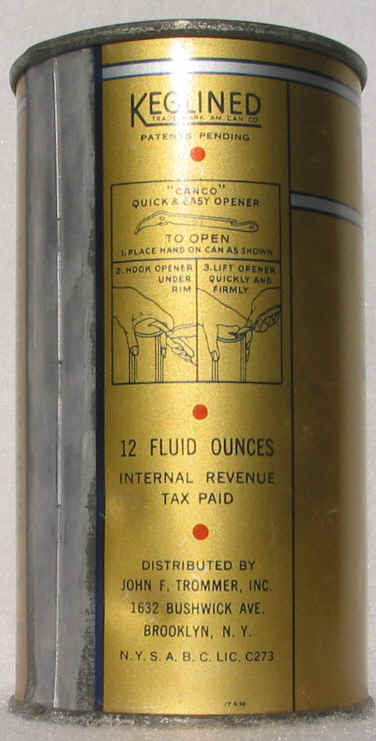 KEGLINED
TRADE MARK AM. CAN CO.
PATENTS PENDING
"CANCO"
QUICK & EASY OPENER
TO OPEN
1. PLACE HAND ON CAN AS SHOWN
2. HOOK OPENER
UNDER
RIM
3. LIFT OPENER
QUICKLY AND
FIRMLY
12 FLUID OUNCES
INTERNAL REVENUE
TAX PAID
DISTRIBUTED BY
JOHN F. TROMMER, INC.
1632 BUSHWICK AVE.
BROOKLYN, N. Y.
N. Y. S. A. B. C. LIC. C273